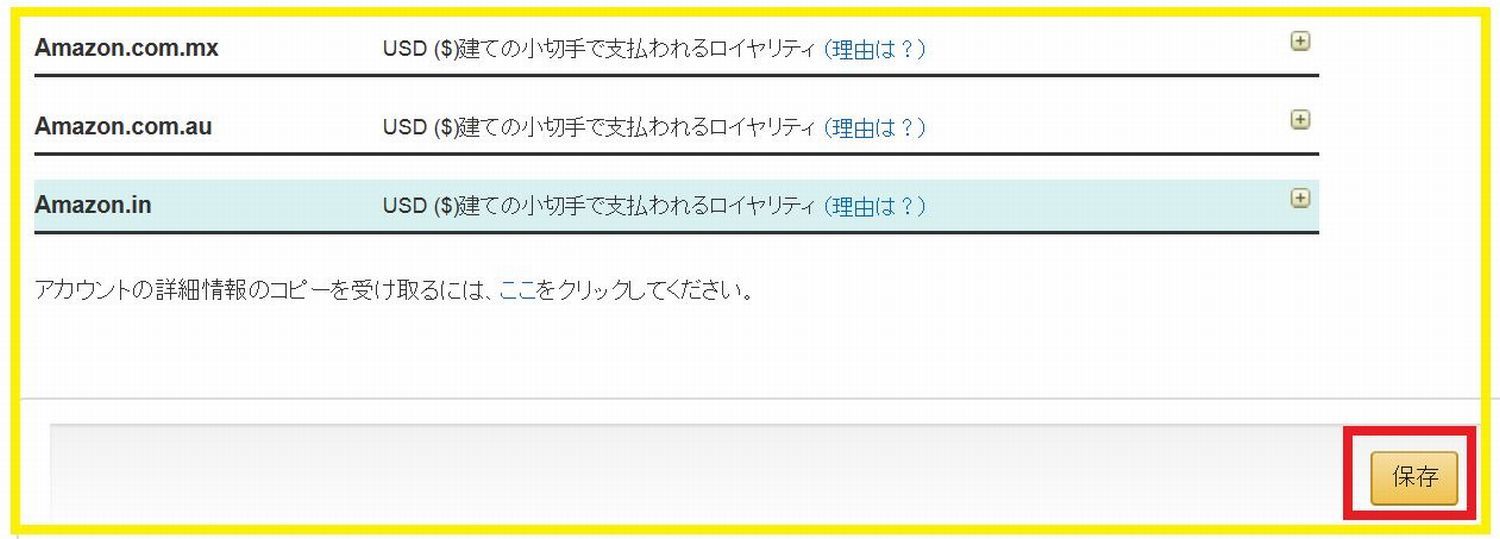 Amazon.com.mx USD ($)建ての小切手で支払われるロイヤリティ (理由は？)
Amazon.com.au USD ($)建ての小切手で支払われるロイヤリティ (理由は？)
Amazon.in USD ($)建ての小切手で支払われるロイヤリティ (理由は？)
アカウントの詳細情報のコピーを受け取るには、ここをクリックしてください。
保存